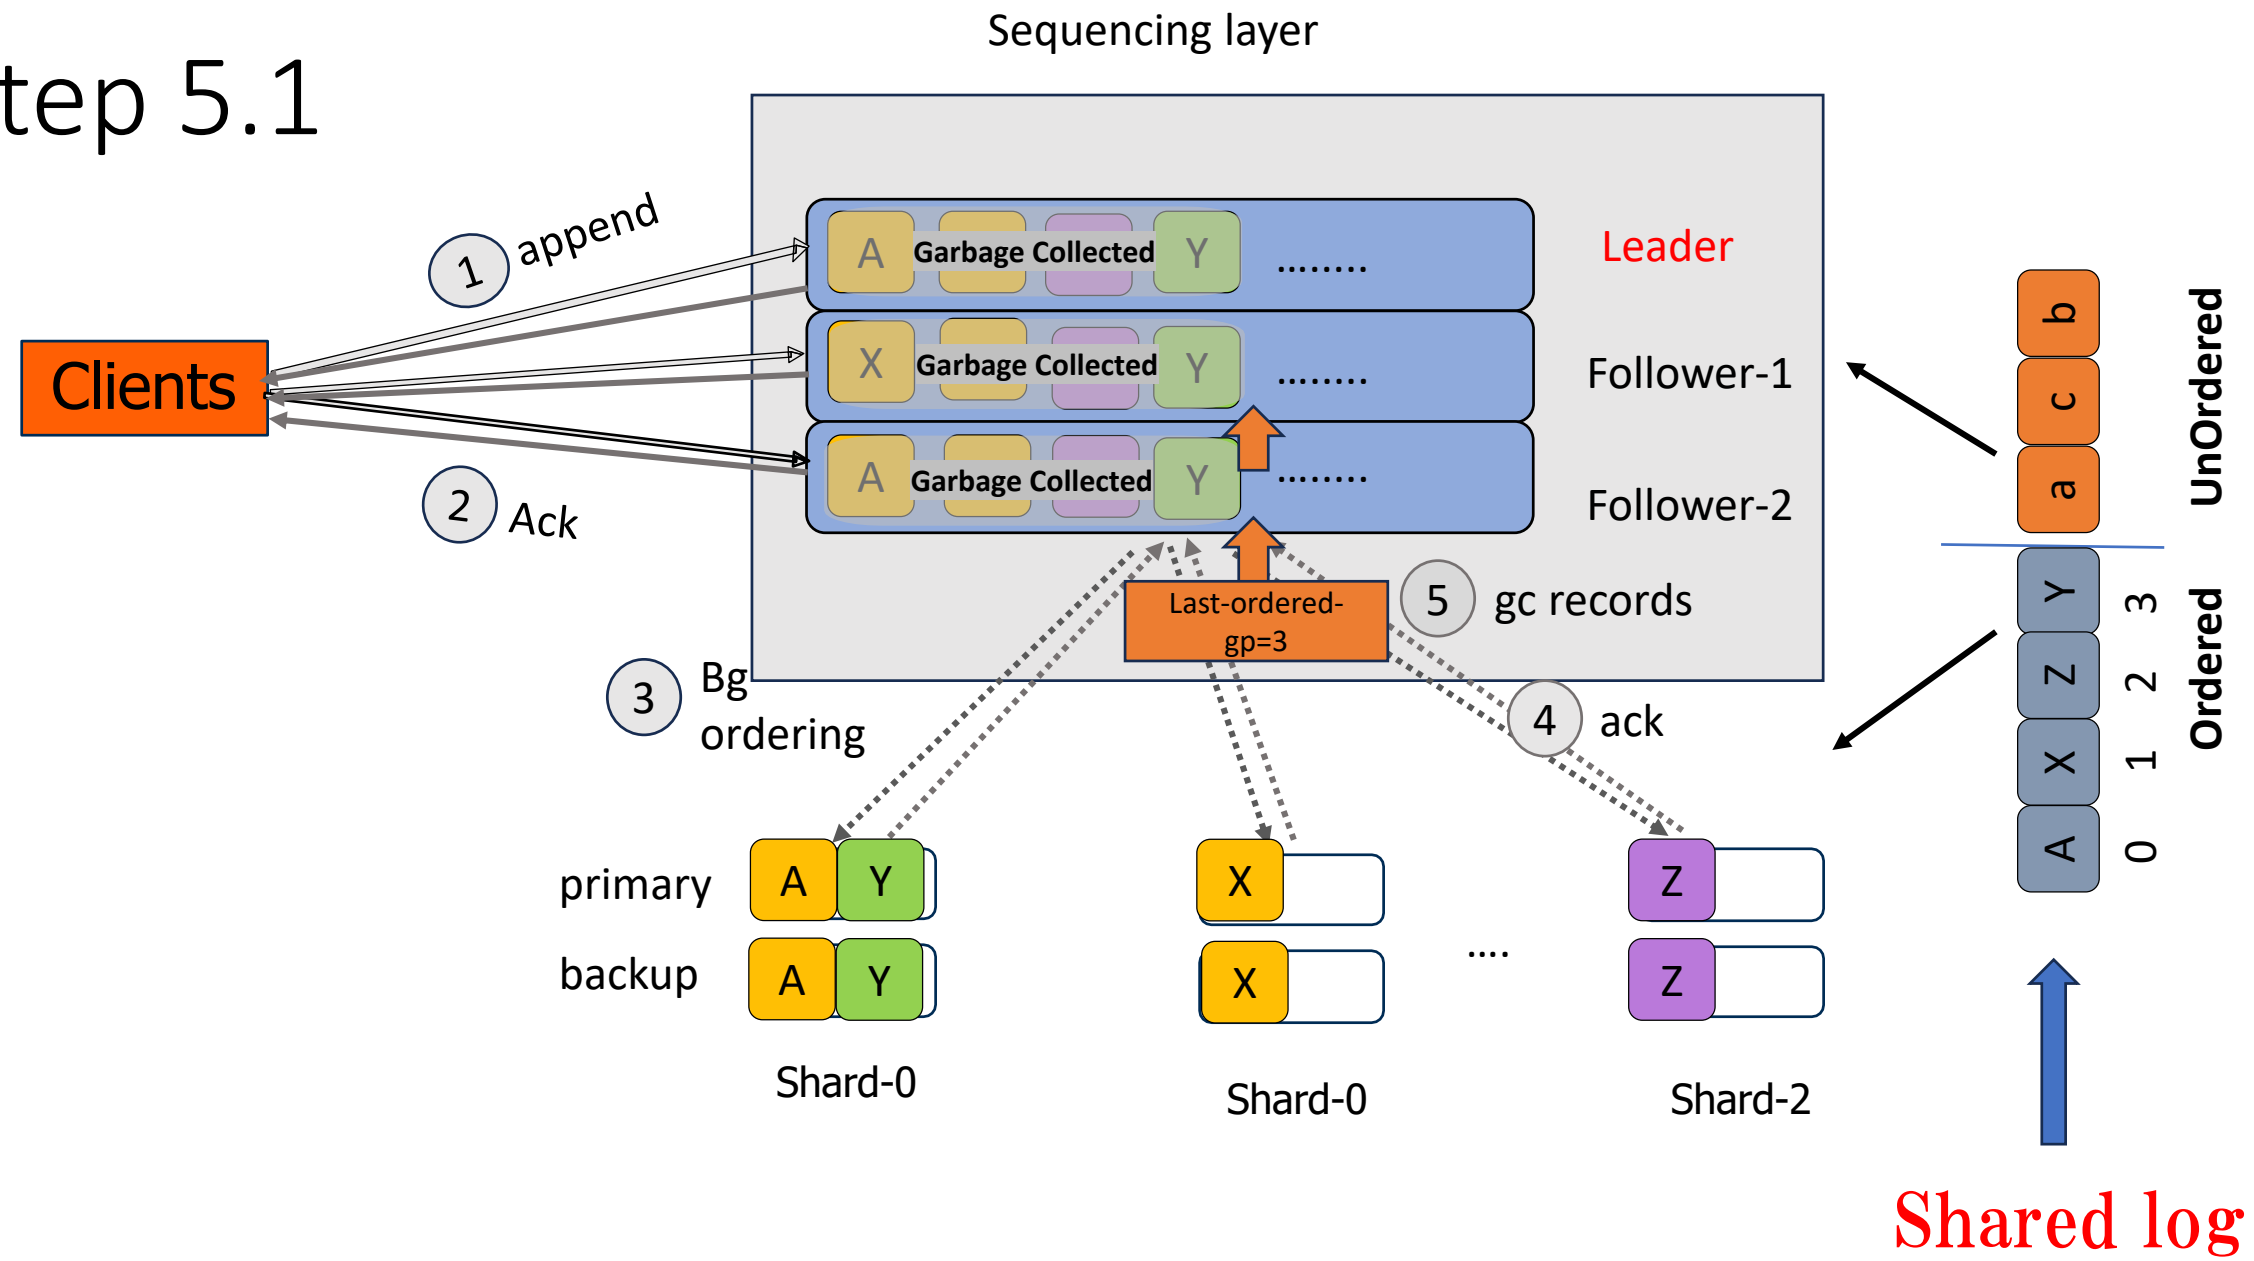 Sequencing layer
tep 5.1
1 append
A Garbage Collected Y ........ Leader
X Garbage Collected Y ........ Follower-1
A Garbage Collected Y ........ Follower-2
Clients
2 Ack
Last-ordered-
gp=3
5 gc records
3 Bg
ordering
4 ack
primary A Y X Z
backup A Y X .... Z
Shard-0 Shard-0 Shard-2
b
c
a
UnOrdered
Y 3
Z 2
X 1
A 0
Ordered
Shared log